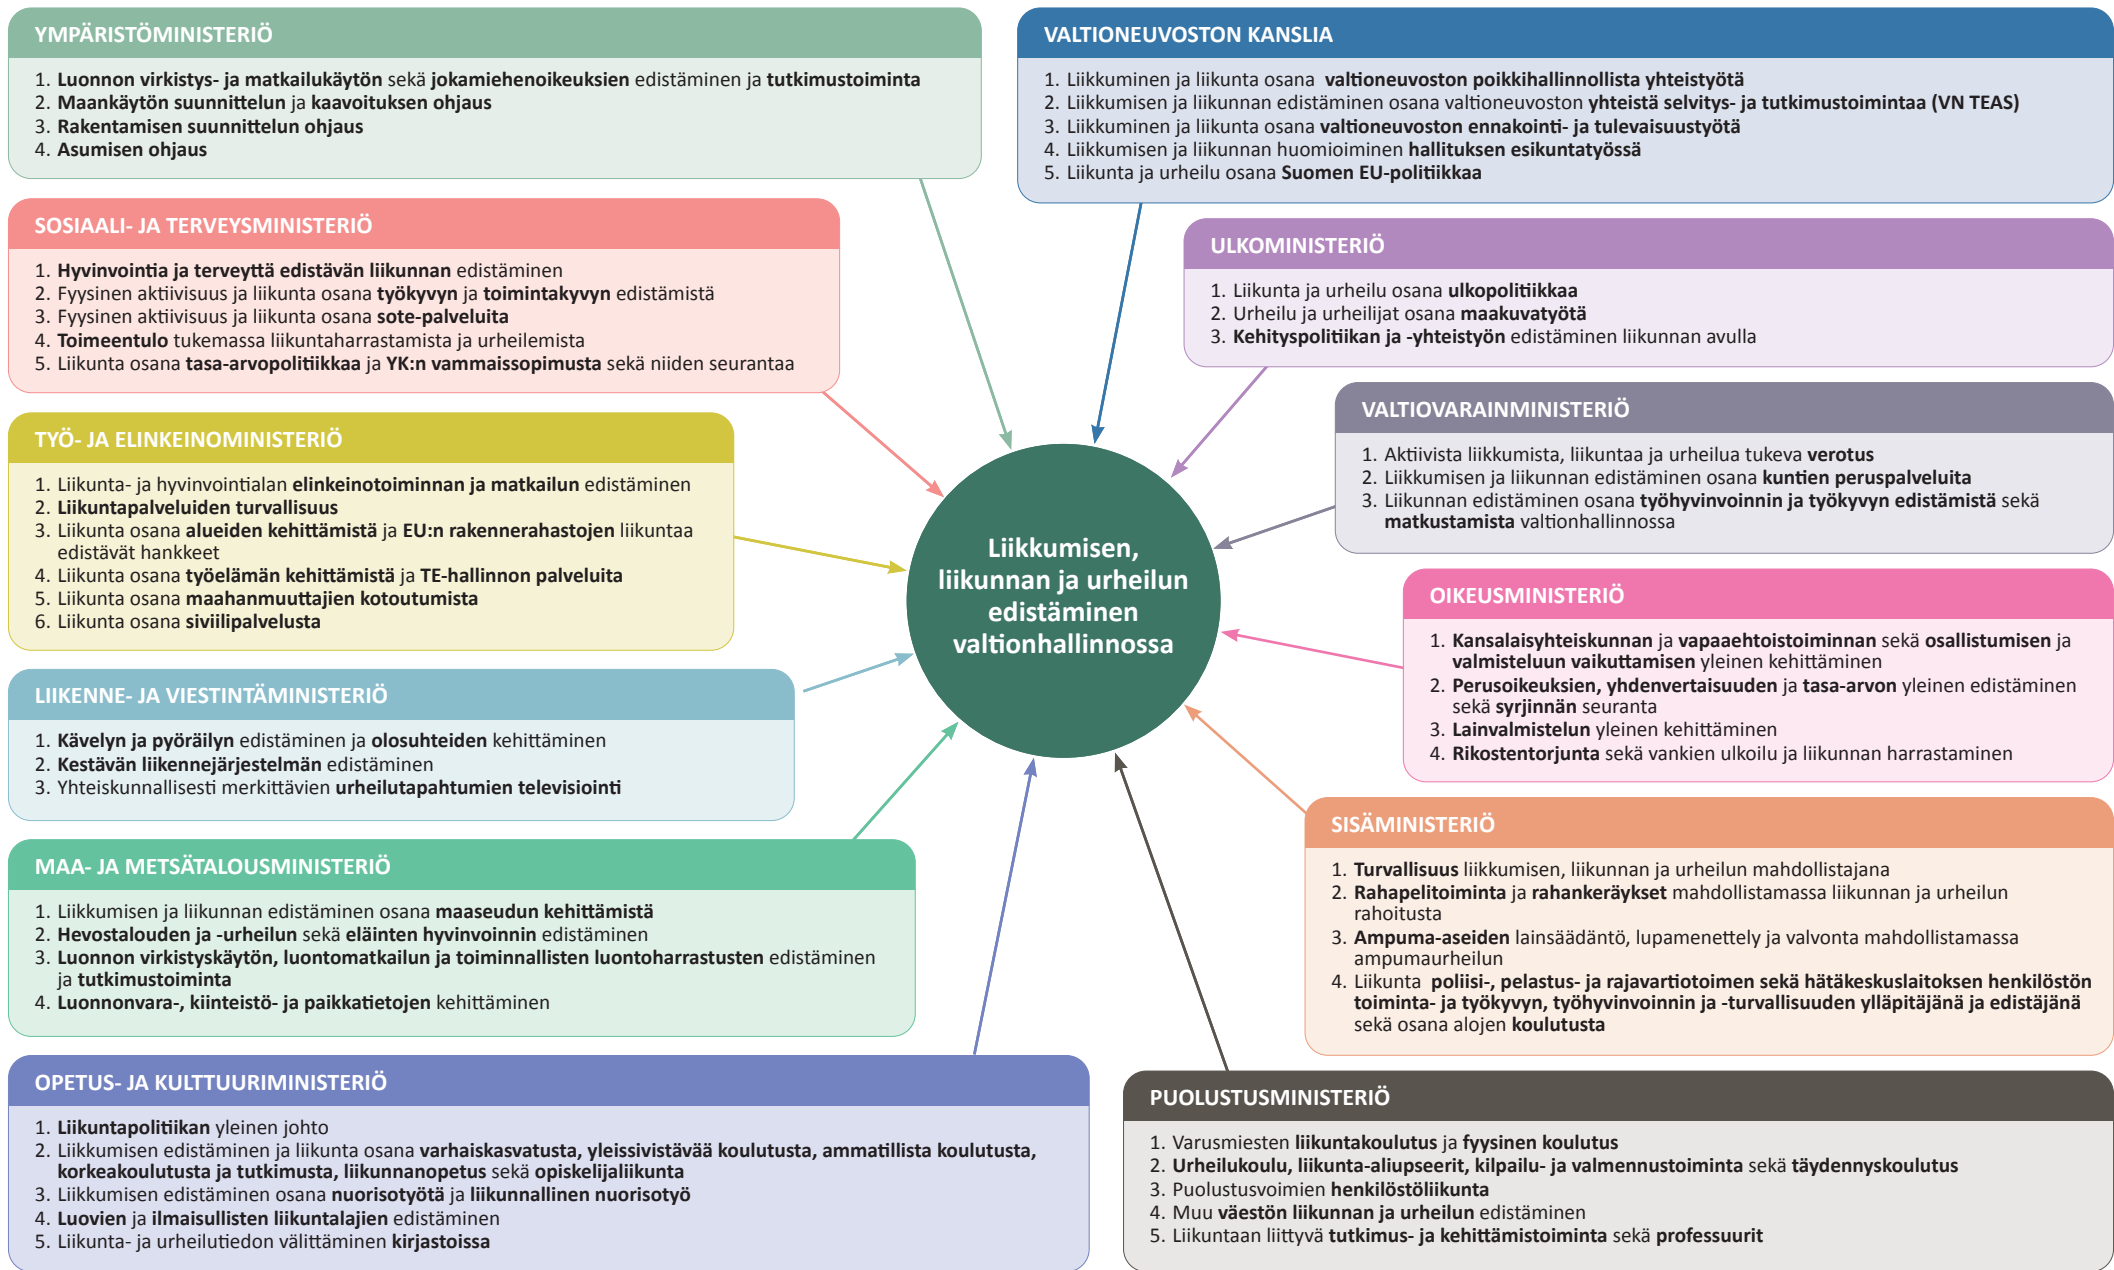 YMPÄRISTÖMINISTERIÖ
1. Luonnon virkistys- ja matkailukäytön sekä jokamiehenoikeuksien edistäminen ja tutkimustoiminta
2. Maankäytön suunnittelun ja kaavoituksen ohjaus
3. Rakentamisen suunnittelun ohjaus
4. Asumisen ohjaus
SOSIAALI- JA TERVEYSMINISTERIÖ
1. Hyvinvointia ja terveyttä edistävän liikunnan edistäminen
2. Fyysinen aktiivisuus ja liikunta osana työkyvyn ja toimintakyvyn edistämistä
3. Fyysinen aktiivisuus ja liikunta osana sote-palveluita
4. Toimeentulo tukemassa liikuntaharrastamista ja urheilemista
5. Liikunta osana tasa-arvopolitiikkaa ja YK:n vammaissopimusta sekä niiden seurantaa
TYÖ- JA ELINKEINOMINISTERIÖ
1. Liikunta- ja hyvinvointialan elinkeinotoiminnan ja matkailun edistäminen
2. Liikuntapalveluiden turvallisuus
3. Liikunta osana alueiden kehittämistä ja EU:n rakennerahastojen liikuntaa
edistävät hankkeet
4. Liikunta osana työelämän kehittämistä ja TE-hallinnon palveluita
5. Liikunta osana maahanmuuttajien kotoutumista
6. Liikunta osana siviilipalvelusta
LIIKENNE- JA VIESTINTÄMINISTERIÖ
1. Kävelyn ja pyöräilyn edistäminen ja olosuhteiden kehittäminen
2. Kestävän liikennejärjestelmän edistäminen
3. Yhteiskunnallisesti merkittävien urheilutapahtumien televisiointi
MAA- JA METSÄTALOUSMINISTERIÖ
1. Liikkumisen ja liikunnan edistäminen osana maaseudun kehittämistä
2. Hevostalouden ja -urheilun sekä eläinten hyvinvoinnin edistäminen
3. Luonnon virkistyskäytön, luontomatkailun ja toiminnallisten luontoharrastusten edistäminen
ja tutkimustoiminta
4. Luonnonvara-, kiinteistö- ja paikkatietojen kehittäminen
OPETUS- JA KULTTUURIMINISTERIÖ
1. Liikuntapolitiikan yleinen johto
2. Liikkumisen edistäminen ja liikunta osana varhaiskasvatusta, yleissivistävää koulutusta, ammatillista koulutusta,
korkeakoulutusta ja tutkimusta, liikunnanopetus sekä opiskelijaliikunta
3. Liikkumisen edistäminen osana nuorisotyötä ja liikunnallinen nuorisotyö
4. Luovien ja ilmaisullisten liikuntalajien edistäminen
5. Liikunta- ja urheilutiedon välittäminen kirjastoissa
Liikkumisen,
liikunnan ja urheilun
edistäminen
valtionhallinnossa
VALTIONEUVOSTON KANSLIA
1. Liikkuminen ja liikunta osana valtioneuvoston poikkihallinnollista yhteistyötä
2. Liikkumisen ja liikunnan edistäminen osana valtioneuvoston yhteistä selvitys- ja tutkimustoimintaa (VN TEAS)
3. Liikkuminen ja liikunta osana valtioneuvoston ennakointi- ja tulevaisuustyötä
4. Liikkumisen ja liikunnan huomioiminen hallituksen esikuntatyössä
5. Liikunta ja urheilu osana Suomen EU-politiikkaa
ULKOMINISTERIÖ
1. Liikunta ja urheilu osana ulkopolitiikkaa
2. Urheilu ja urheilijat osana maakuvatyötä
3. Kehityspolitiikan ja -yhteistyön edistäminen liikunnan avulla
VALTIOVARAINMINISTERIÖ
1. Aktiivista liikkumista, liikuntaa ja urheilua tukeva verotus
2. Liikkumisen ja liikunnan edistäminen osana kuntien peruspalveluita
3. Liikunnan edistäminen osana työhyvinvoinnin ja työkyvyn edistämistä sekä
matkustamista valtionhallinnossa
OIKEUSMINISTERIÖ
1. Kansalaisyhteiskunnan ja vapaaehtoistoiminnan sekä osallistumisen ja
valmisteluun vaikuttamisen yleinen kehittäminen
2. Perusoikeuksien, yhdenvertaisuuden ja tasa-arvon yleinen edistäminen
sekä syrjinnän seuranta
3. Lainvalmistelun yleinen kehittäminen
4. Rikostentorjunta sekä vankien ulkoilu ja liikunnan harrastaminen
SISÄMINISTERIÖ
1. Turvallisuus liikkumisen, liikunnan ja urheilun mahdollistajana
2. Rahapelitoiminta ja rahankeräykset mahdollistamassa liikunnan ja urheilun
rahoitusta
3. Ampuma-aseiden lainsäädäntö, lupamenettely ja valvonta mahdollistamassa
ampumaurheilun
4. Liikunta poliisi-, pelastus- ja rajavartiotoimen sekä hätäkeskuslaitoksen henkilöstön
toiminta- ja työkyvyn, työhyvinvoinnin ja -turvallisuuden ylläpitäjänä ja edistäjänä
sekä osana alojen koulutusta
PUOLUSTUSMINISTERIÖ
1. Varusmiesten liikuntakoulutus ja fyysinen koulutus
2. Urheilukoulu, liikunta-aliupseerit, kilpailu- ja valmennustoiminta sekä täydennyskoulutus
3. Puolustusvoimien henkilöstöliikunta
4. Muu väestön liikunnan ja urheilun edistäminen
5. Liikuntaan liittyvä tutkimus- ja kehittämistoiminta sekä professuurit